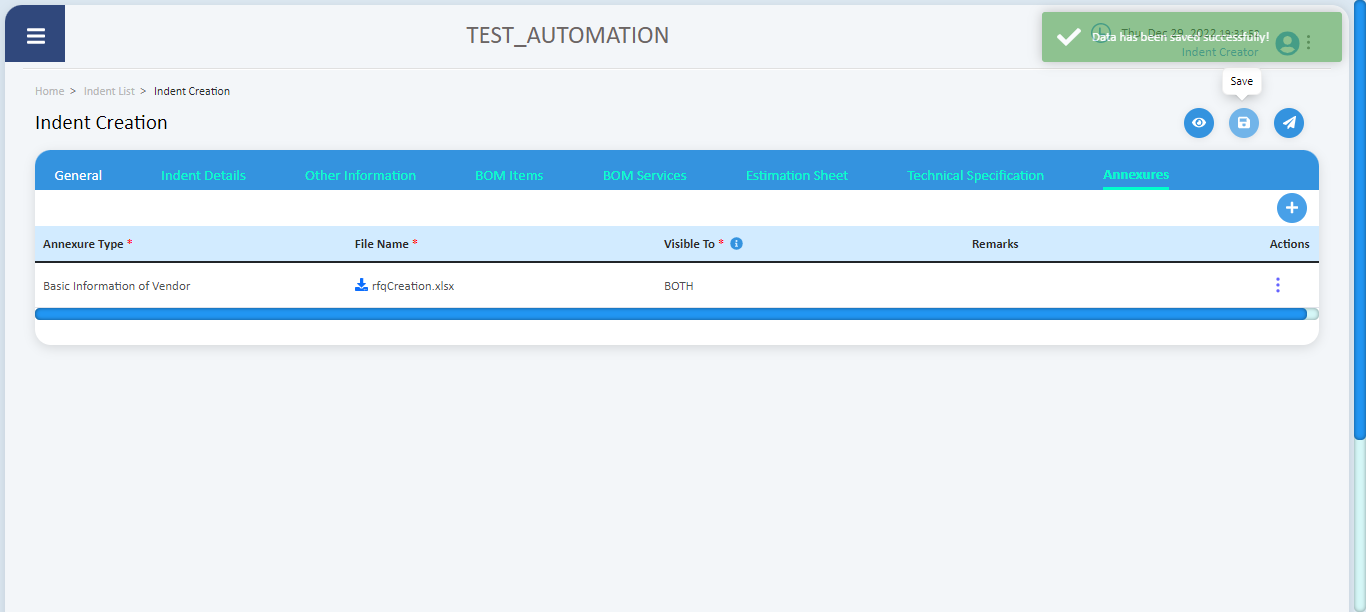 TEST_AUTOMATION
Thu, Dec 29, 2022
Data has been saved successfully!
Indent Creator
Home > Indent List > Indent Creation
Save
Indent Creation
General Indent Details Other Information BOM Items BOM Services Estimation Sheet Technical Specification Annexures
Annexure Type * File Name * Visible To * Remarks Actions
Basic Information of Vendor rfqCreation.xlsx BOTH